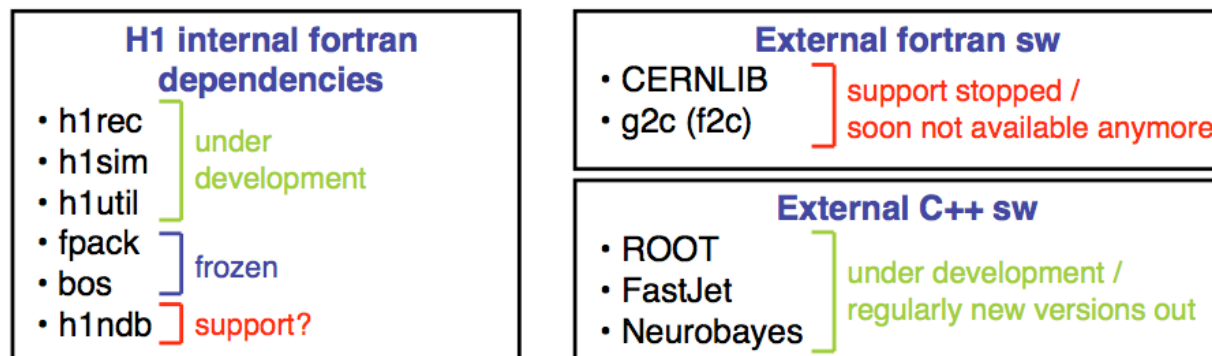 H1 internal fortran
dependencies
• h1rec
• h1sim
• h1util
under
development
• fpack
• bos
frozen
• h1ndb
support?
External fortran sw
• CERNLIB
• g2c (f2c)
support stopped /
soon not available anymore
External C++ sw
• ROOT
• FastJet
• Neurobayes
under development /
regularly new versions out